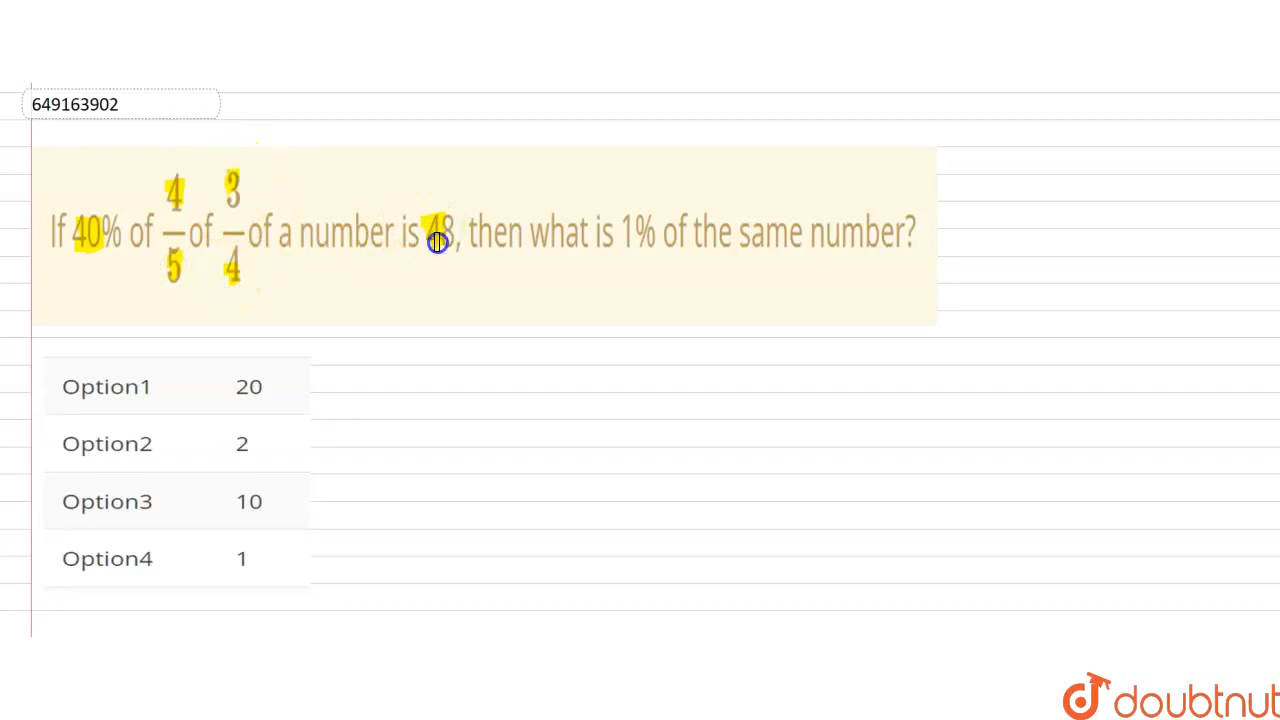 649163902
If 40% of 4/5 of 3/4 of a number is 48, then what is 1% of the same number?
Option1 20
Option2 2
Option3 10
Option4 1
doubtnut